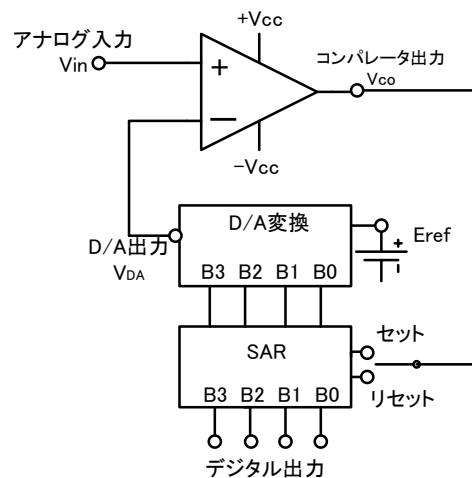 アナログ入力
Vin
+Vcc
コンパレータ出力
Vco
+
−
−Vcc
D/A変換
D/A出力
VDA
Eref
+
-
B3 B2 B1 B0
SAR
セット
リセット
B3 B2 B1 B0
デジタル出力